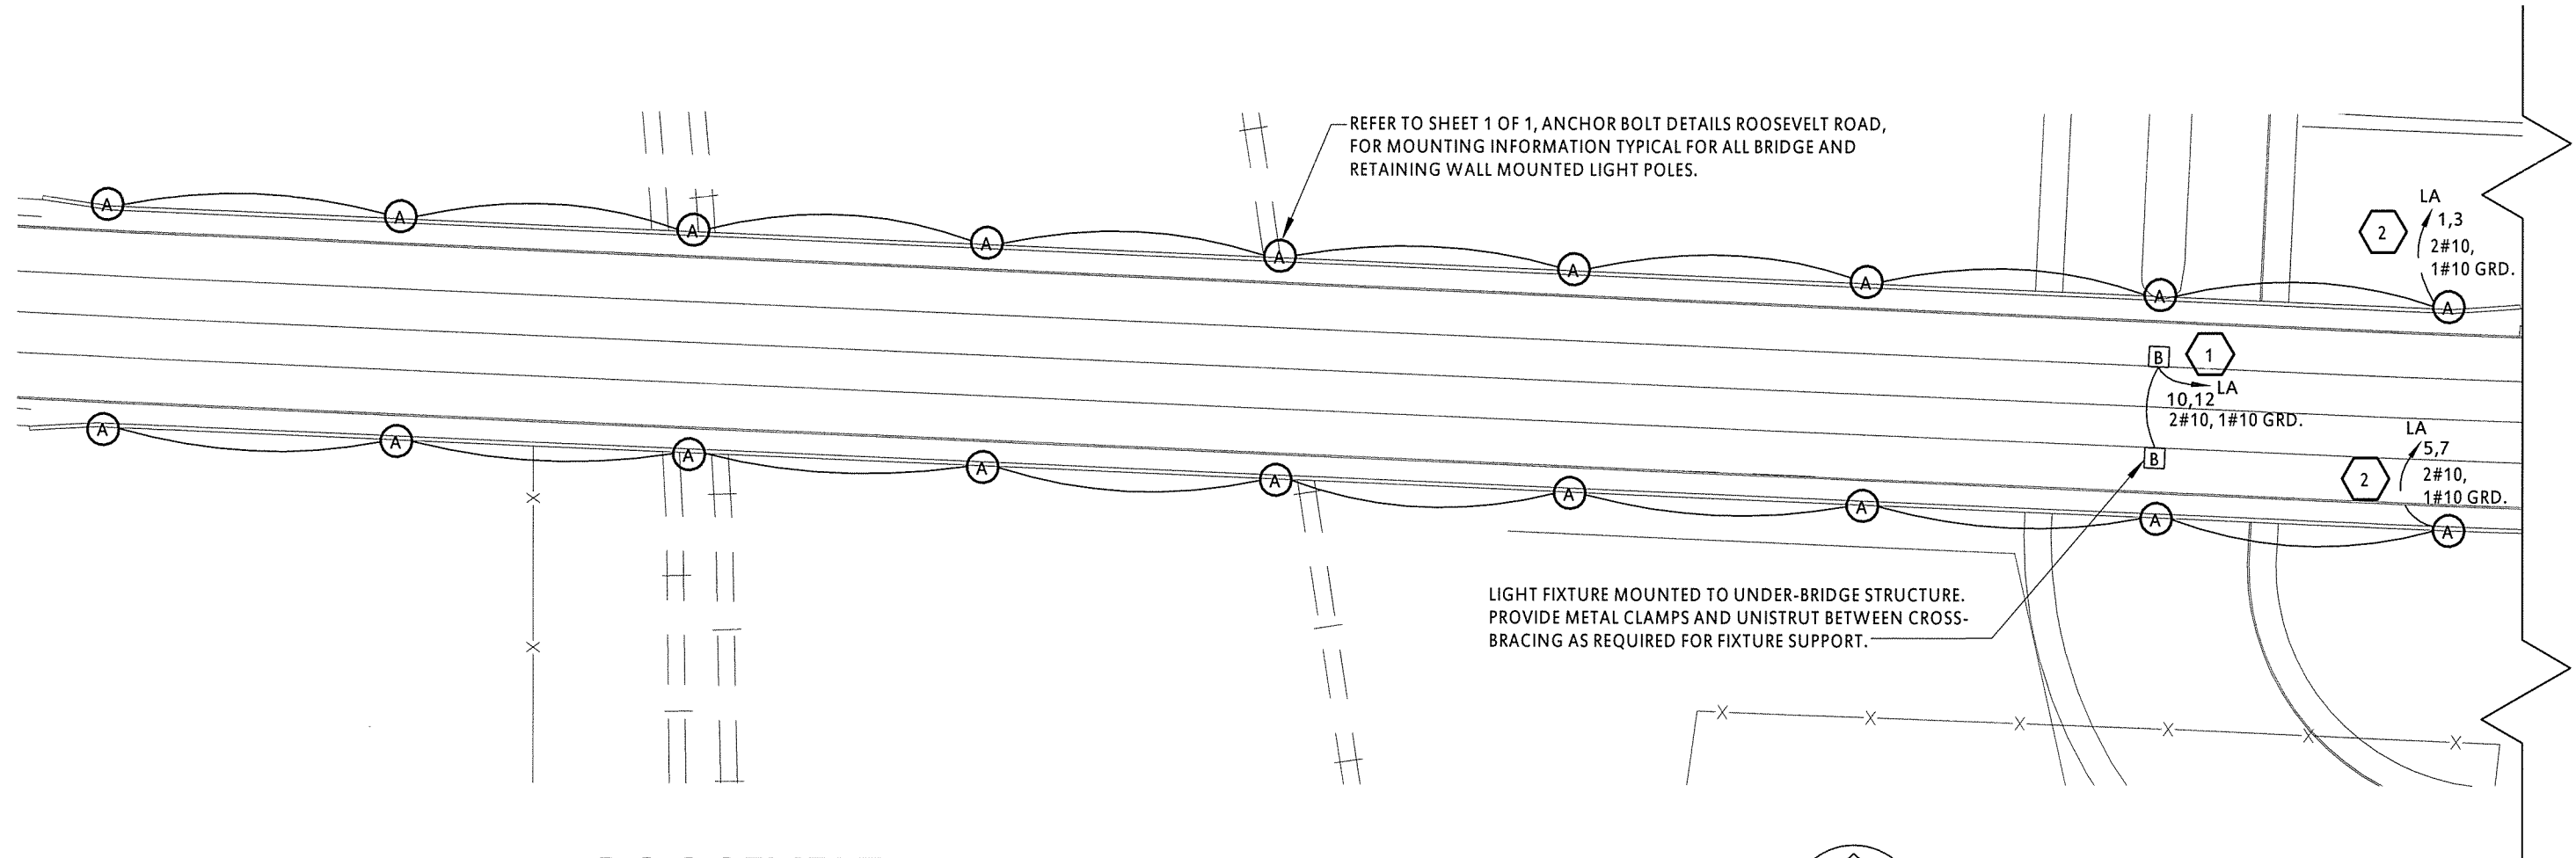 REFER TO SHEET 1 OF 1, ANCHOR BOLT DETAILS ROOSEVELT ROAD,
FOR MOUNTING INFORMATION TYPICAL FOR ALL BRIDGE AND
RETAINING WALL MOUNTED LIGHT POLES.
A A A A A A A A A
2
LA
1,3
2#10,
1#10 GRD.
B
1
LA
10,12
2#10, 1#10 GRD.
B
2
LA
5,7
2#10,
1#10 GRD.
A A A A A A A A A
LIGHT FIXTURE MOUNTED TO UNDER-BRIDGE STRUCTURE.
PROVIDE METAL CLAMPS AND UNISTRUT BETWEEN CROSS-
BRACING AS REQUIRED FOR FIXTURE SUPPORT.